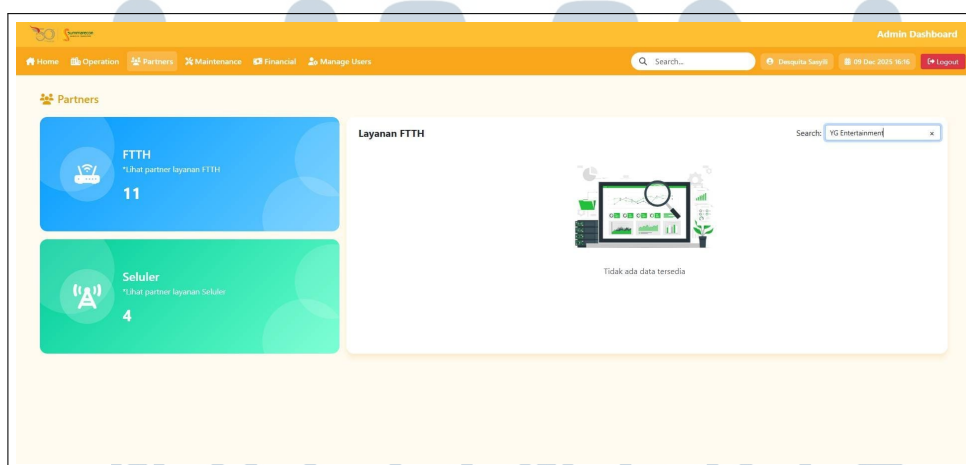 50
Admin Dashboard
Home Operation Partners Maintenance Financial Manage Users Search... 09 Dec 2025 16:16 Logout
Partners
FTTH
*Lihat partner layanan FTTH
11
Seluler
*Lihat partner layanan Seluler
4
Layanan FTTH
Search: YG Entertainment ×
Tidak ada data tersedia